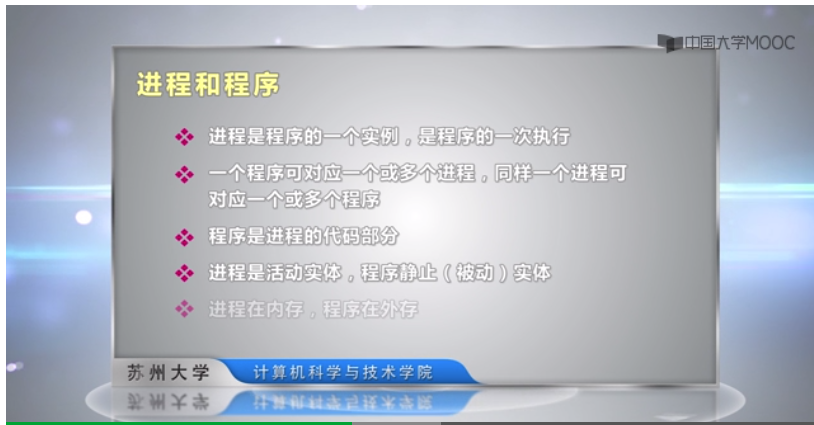 中国大学MOOC
进程和程序
进程是程序的一个实例，是程序的一次执行
一个程序可对应一个或多个进程，同样一个进程可
对应一个或多个程序
程序是进程的代码部分
进程是活动实体，程序静止（被动）实体
进程在内存，程序在外存
苏州大学 计算机科学与技术学院